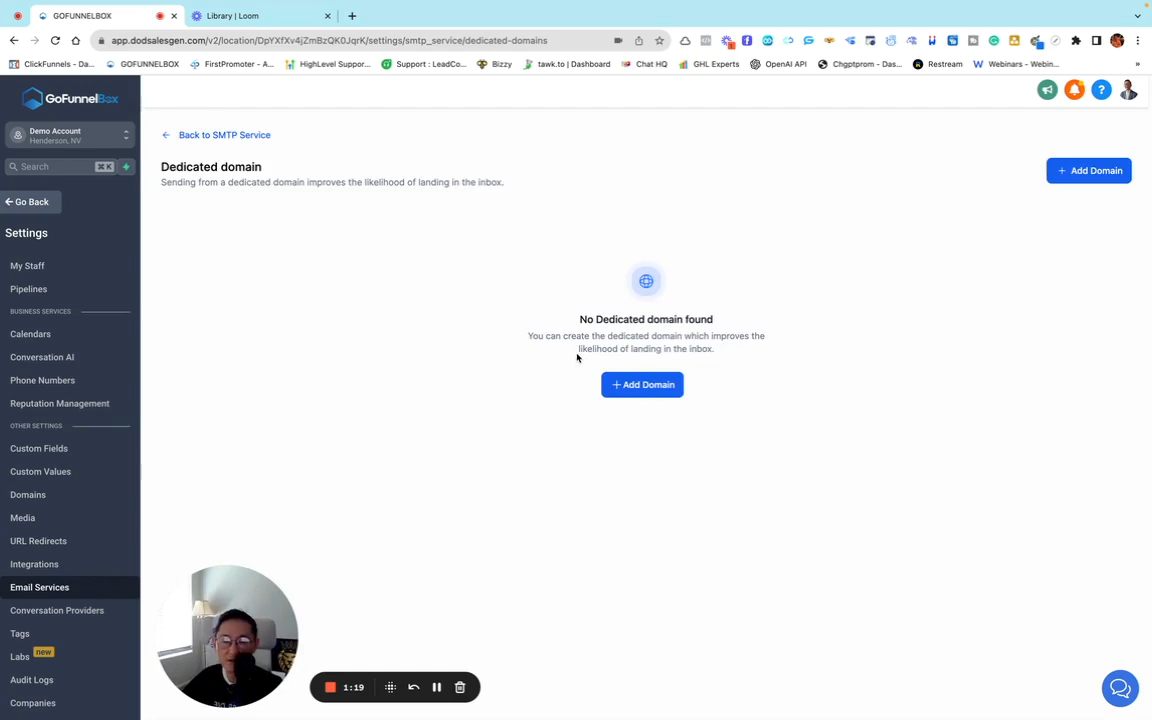 GOFUNNELBOX
Library | Loom
app.dodsalesgen.com/v2/location/DpYXfXv4jZmBzQK0JqrK/settings/smtp_service/dedicated-domains
ClickFunnels - Da...
GOFUNNELBOX
FirstPromoter - A...
HighLevel Suppor...
Support : LeadCo...
Bizzy
tawk.to | Dashboard
Chat HQ
GHL Experts
OpenAI API
Chgptprom - Das...
Restream
Webinars - Webin...
»
GoFunnelBox
Demo Account
Henderson, NV
Search
⌘ K
Go Back
Settings
My Staff
Pipelines
BUSINESS SERVICES
Calendars
Conversation AI
Phone Numbers
Reputation Management
OTHER SETTINGS
Custom Fields
Custom Values
Domains
Media
URL Redirects
Integrations
Email Services
Conversation Providers
Tags
Labs new
Audit Logs
Companies
Back to SMTP Service
Dedicated domain
Sending from a dedicated domain improves the likelihood of landing in the inbox.
+ Add Domain
No Dedicated domain found
You can create the dedicated domain which improves the
likelihood of landing in the inbox.
+ Add Domain
1:19